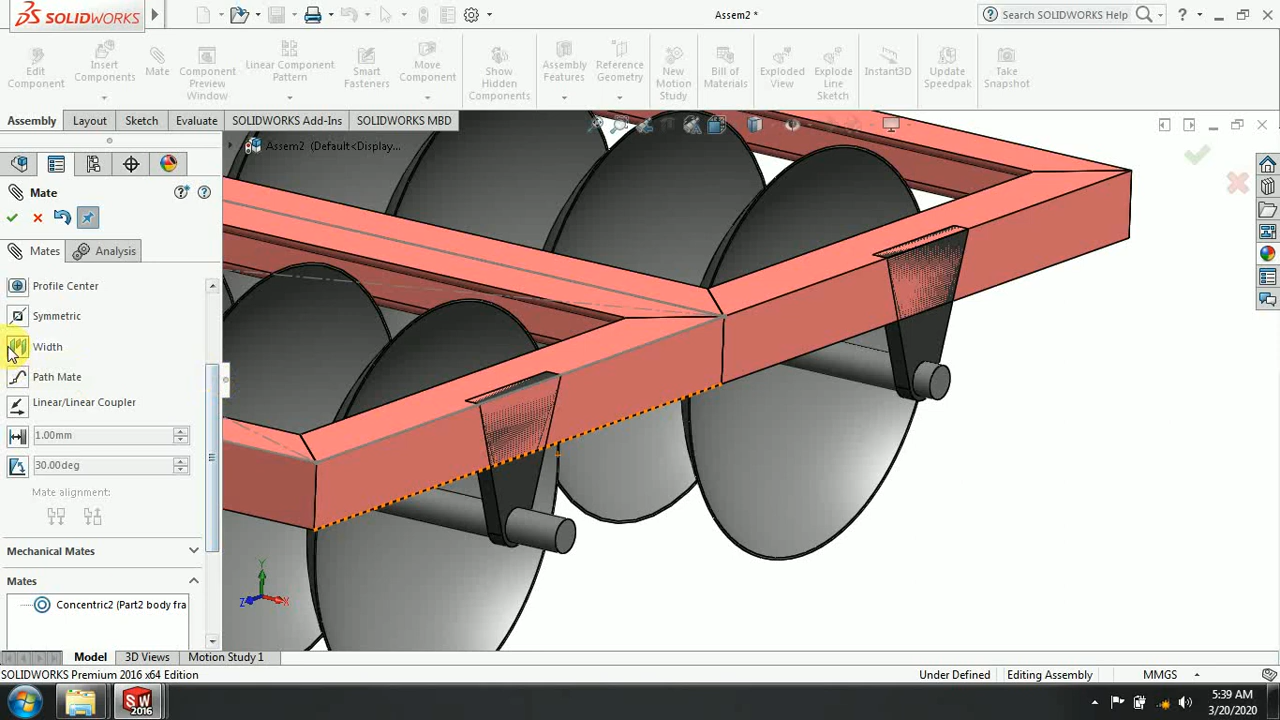 SOLIDWORKS
Assem2 *
Search SOLIDWORKS Help
?
Edit Component
Insert Components
Mate
Component Preview Window
Linear Component Pattern
Smart Fasteners
Move Component
Show Hidden Components
Assembly Features
Reference Geometry
New Motion Study
Bill of Materials
Exploded View
Explode Line Sketch
Instant3D
Update Speedpak
Take Snapshot
Assembly
Layout
Sketch
Evaluate
SOLIDWORKS Add-Ins
SOLIDWORKS MBD
Assem2 (Default<Display...
Mate
Mates
Analysis
Profile Center
Symmetric
Width
Path Mate
Linear/Linear Coupler
1.00mm
30.00deg
Mate alignment:
Mechanical Mates
Mates
Concentric2 (Part2 body fra
Y
Z
X
Model
3D Views
Motion Study 1
SOLIDWORKS Premium 2016 x64 Edition
Under Defined
Editing Assembly
MMGS
SW
2016
5:39 AM
3/20/2020